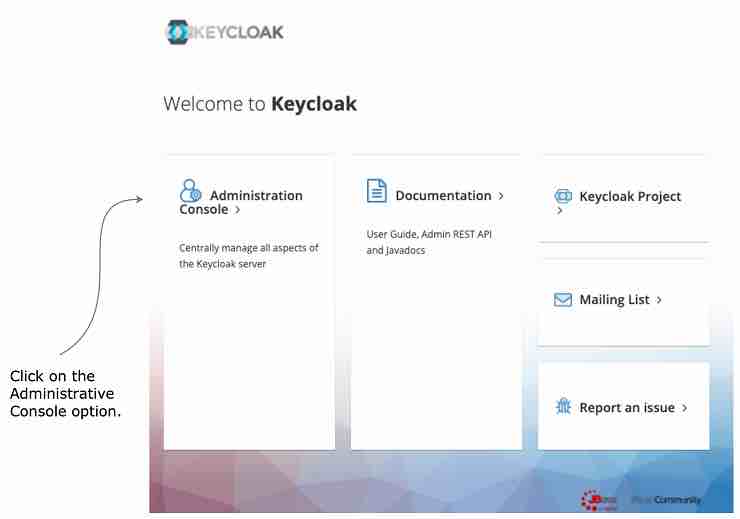 KEYCLOAK
Welcome to Keycloak
Administration
Console >
Centrally manage all aspects of
the Keycloak server
Documentation >
User Guide, Admin REST API
and Javadocs
Keycloak Project
>
Mailing List >
Report an issue >
Click on the
Administrative
Console option.
JBoss
Community